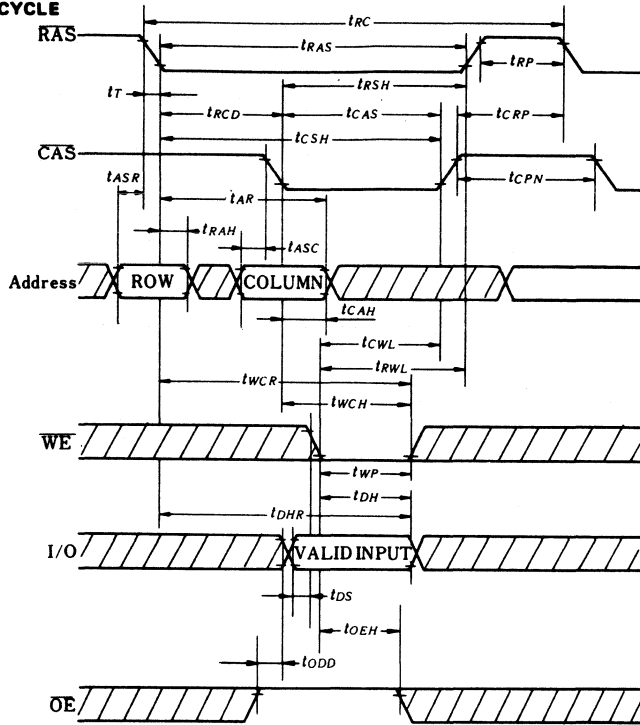 CYCLE
tRC
RAS
tRAS
tRP
tT
tRSH
tRCD
tCAS
tCRP
tCSH
CAS
tASR
tCPN
tAR
tRAH
tASC
Address
ROW
COLUMN
tCAH
tCWL
tRWL
tWCR
tWCH
WE
tWP
tDH
tDHR
I/O
VALID INPUT
tDS
tOEH
tODD
OE